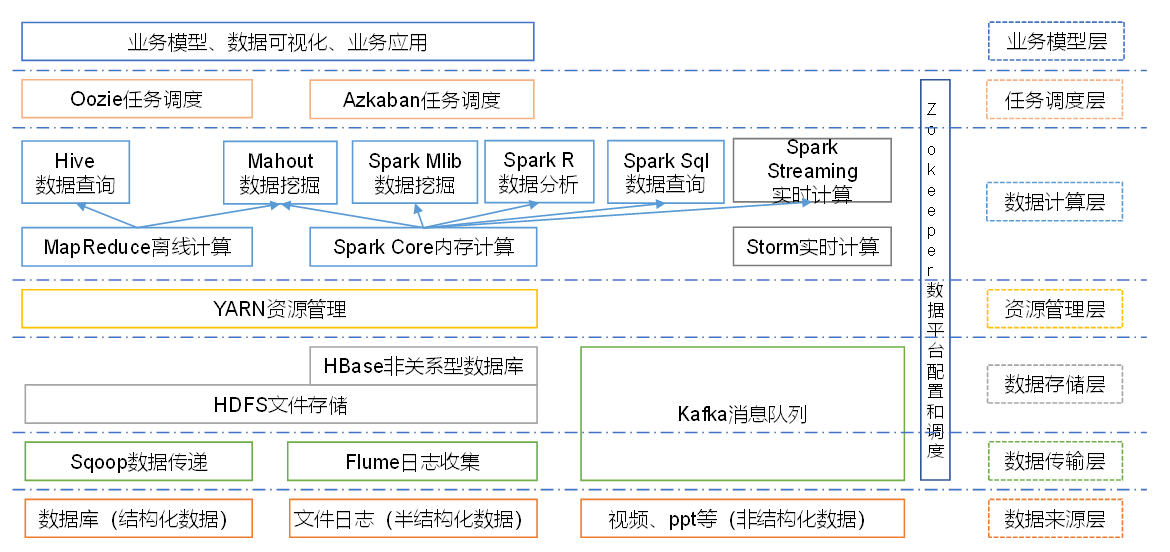 业务模型、数据可视化、业务应用
业务模型层
Oozie任务调度
Azkaban任务调度
任务调度层
Hive
数据查询
Mahout
数据挖掘
Spark Mlib
数据挖掘
Spark R
数据分析
Spark Sql
数据查询
Spark
Streaming
实时计算
数据计算层
MapReduce离线计算
Spark Core内存计算
Storm实时计算
Zookeeper数据平台配置和调度
YARN资源管理
资源管理层
HBase非关系型数据库
HDFS文件存储
Kafka消息队列
数据存储层
Sqoop数据传递
Flume日志收集
数据传输层
数据库（结构化数据）
文件日志（半结构化数据）
视频、ppt等（非结构化数据）
数据来源层